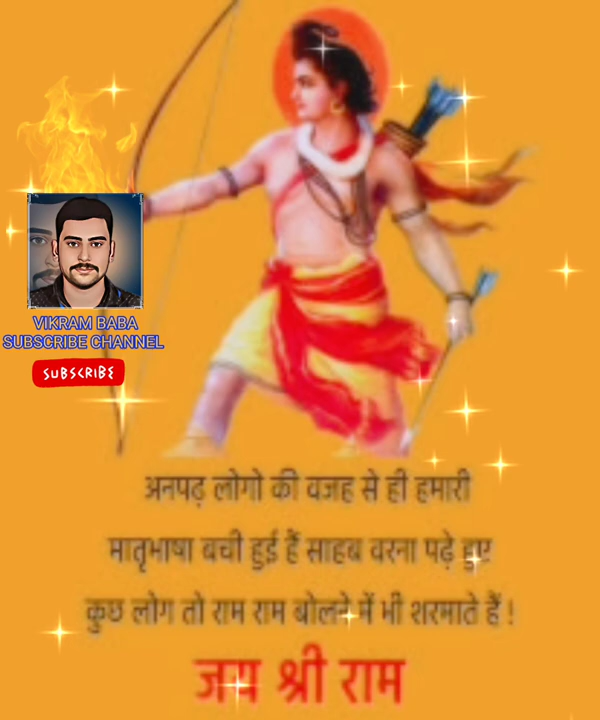 VIKRAM BABA
SUBSCRIBE CHANNEL
SUBSCRIBE
अनपढ़ लोगो की वजह से ही हमारी
मातृभाषा बची हुई हैं साहब वरना पढ़े हुए
कुछ लोग तो राम राम बोलने में भी शरमाते हैं !
जय श्री राम